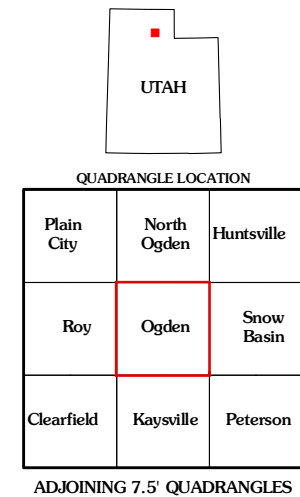 UTAH
QUADRANGLE LOCATION
Plain
City
North
Ogden
Huntsville
Roy
Ogden
Snow
Basin
Clearfield
Kaysville
Peterson
ADJOINING 7.5' QUADRANGLES